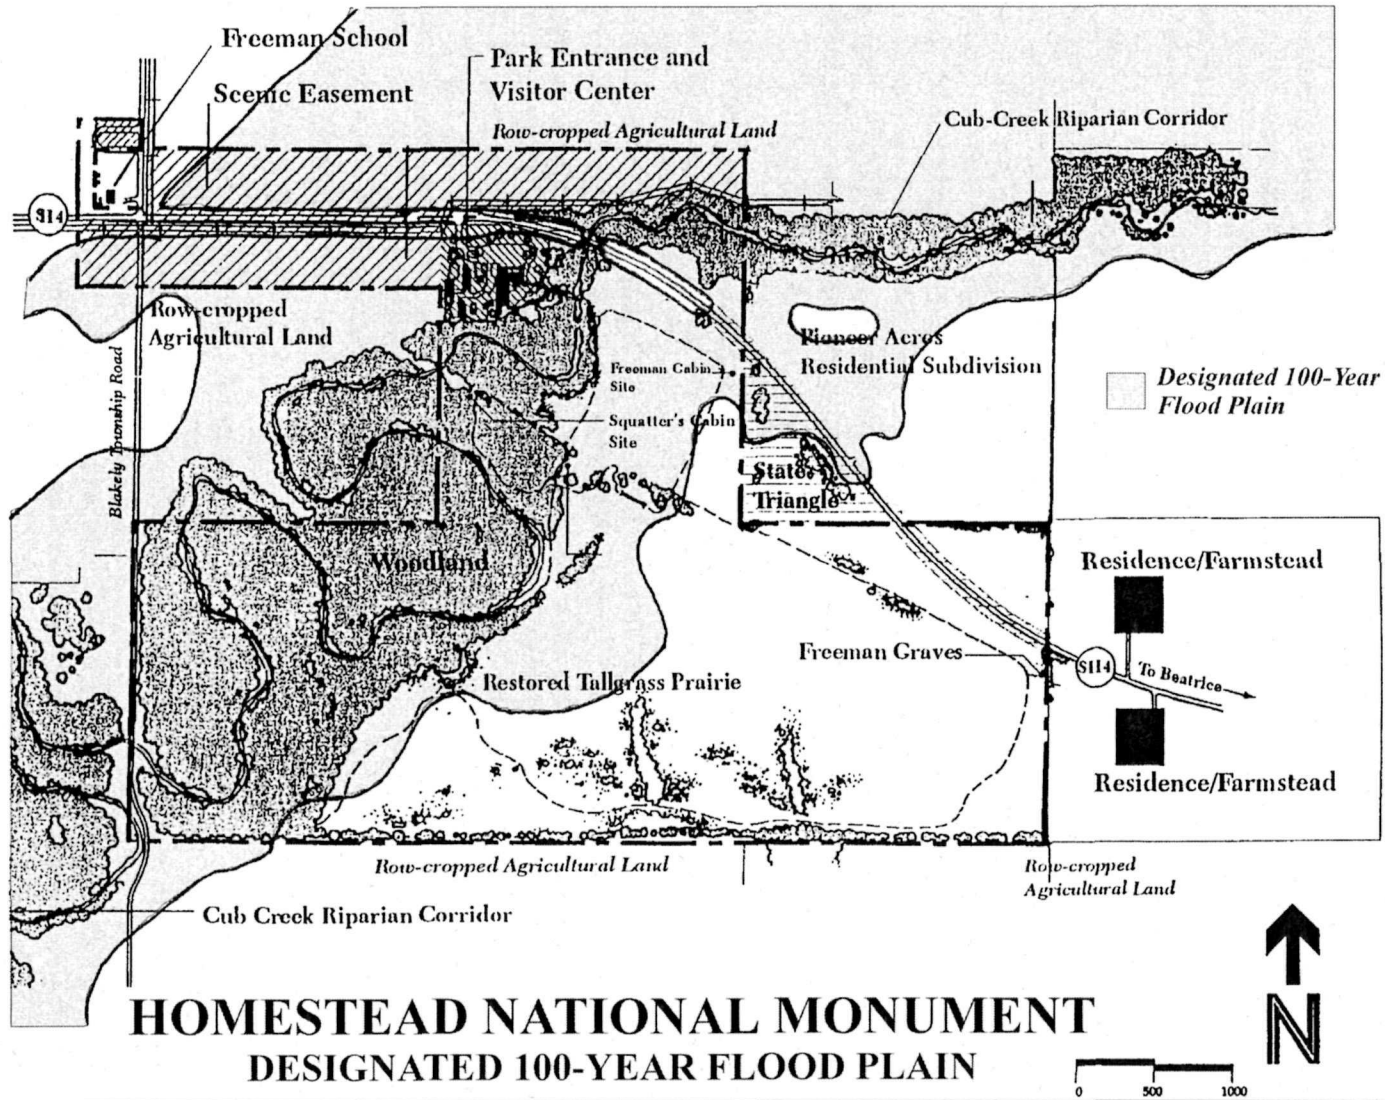 Freeman School
Scenic Easement
Park Entrance and
Visitor Center
Row-cropped Agricultural Land
Cub-Creek Riparian Corridor
S14
Row-cropped
Agricultural Land
Blakely Township Road
Freeman Cabin
Site
Squatter's Cabin
Site
Pioneer Acres
Residential Subdivision
Designated 100-Year
Flood Plain
State
Triangle
Woodland
Residence/Farmstead
Freeman Graves
S114
To Beatrice
Restored Tallgrass Prairie
Residence/Farmstead
Row-cropped Agricultural Land
Row-cropped
Agricultural Land
Cub Creek Riparian Corridor
HOMESTEAD NATIONAL MONUMENT
DESIGNATED 100-YEAR FLOOD PLAIN
N
0 500 1000